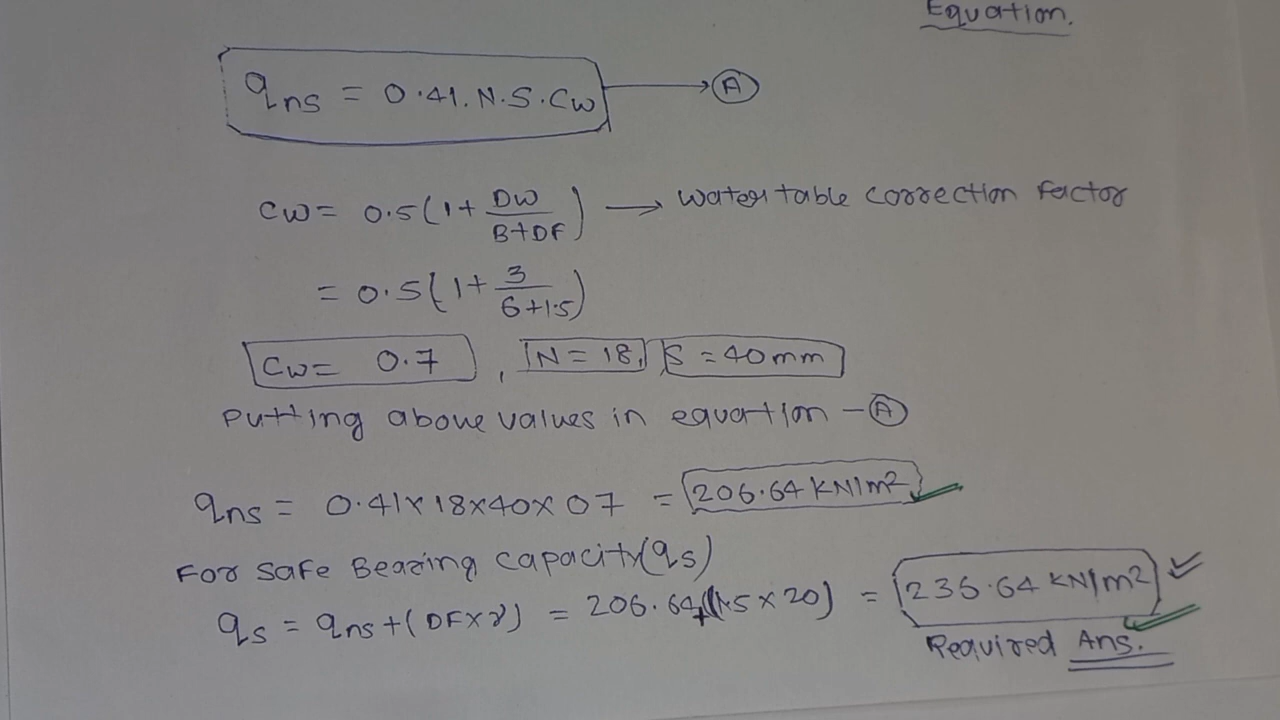 Equation.
qns = 0.41.N.S.Cw → A
Cw = 0.5(1+ DW/B+DF) → Water table correction factor
= 0.5(1+ 3/6+1.5)
Cw = 0.7 , N = 18, S = 40mm
Putting above values in equation - A
qns = 0.41×18×40×07 = 206.64 KN/m²
For safe Bearing capacity(qs)
qs = qns+(DF×γ) = 206.64+(1.5×20) = 236.64 KN/m²
Required Ans.